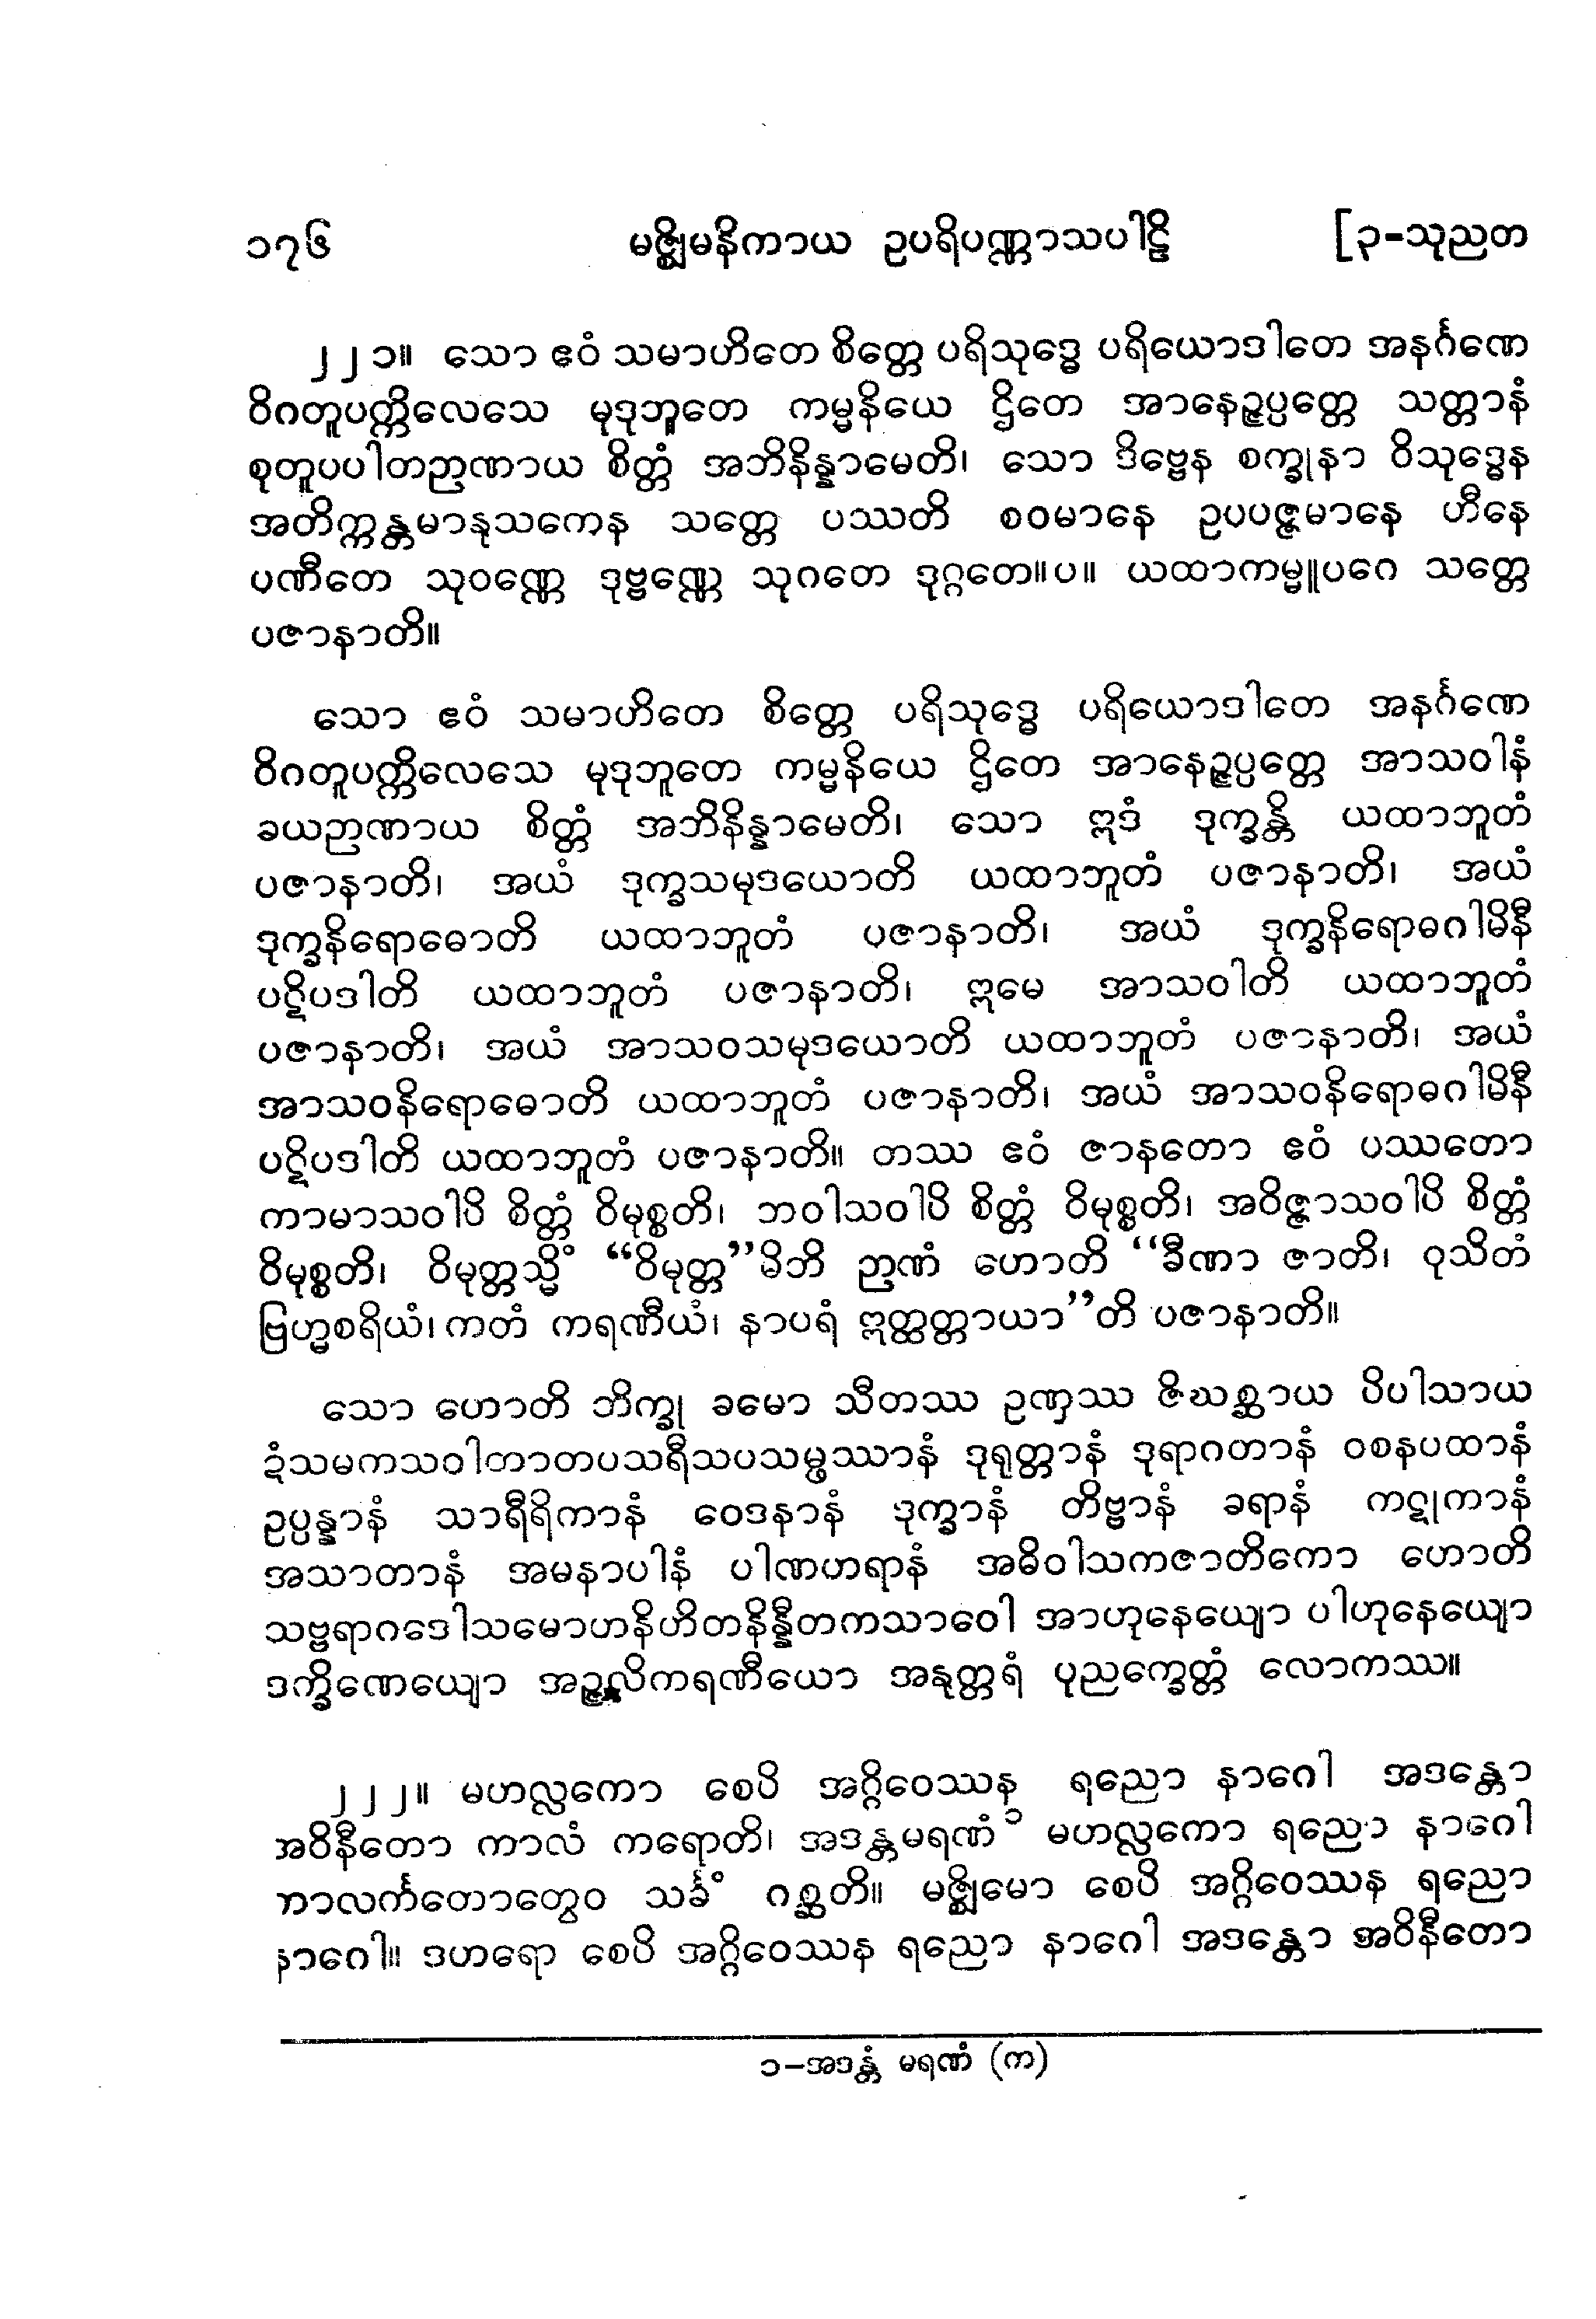 ၁၇၆ မဇ္ဈိမနိကာယ ဥပရိပဏ္ဏာသပါဠိ [၃-သုညတ
၂၂၁။ သော ဧဝံ သမာဟိတေ စိတ္တေ ပရိသုဒ္ဓေ ပရိယောဒါတေ အနင်္ဂဏေ
ဝိဂတူပက္ကိလေသေ မုဒုဘူတေ ကမ္မနိယေ ဌိတေ အာနေဉ္ဇပ္ပတ္တေ သတ္တာနံ
စုတူပပါတဉာဏာယ စိတ္တံ အဘိနိန္နာမေတိ၊ သော ဒိဗ္ဗေန စက္ခုနာ ဝိသုဒ္ဓေန
အတိက္ကန္တမာနုသကေန သတ္တေ ပဿတိ စဝမာနေ ဥပပဇ္ဇမာနေ ဟီနေ
ပဏီတေ သုဝဏ္ဏေ ဒုဗ္ဗဏ္ဏေ သုဂတေ ဒုဂ္ဂတေ။ပ။ ယထာကမ္မူပဂေ သတ္တေ
ပဇာနာတိ။
သော ဧဝံ သမာဟိတေ စိတ္တေ ပရိသုဒ္ဓေ ပရိယောဒါတေ အနင်္ဂဏေ
ဝိဂတူပက္ကိလေသေ မုဒုဘူတေ ကမ္မနိယေ ဌိတေ အာနေဉ္ဇပ္ပတ္တေ အာသဝါနံ
ခယဉာဏာယ စိတ္တံ အဘိနိန္နာမေတိ၊ သော ဣဒံ ဒုက္ခန္တိ ယထာဘူတံ
ပဇာနာတိ၊ အယံ ဒုက္ခသမုဒယောတိ ယထာဘူတံ ပဇာနာတိ၊ အယံ
ဒုက္ခနိရောဓောတိ ယထာဘူတံ ပဇာနာတိ၊ အယံ ဒုက္ခနိရောဓဂါမိနီ
ပဋိပဒါတိ ယထာဘူတံ ပဇာနာတိ၊ ဣမေ အာသဝါတိ ယထာဘူတံ
ပဇာနာတိ၊ အယံ အာသဝသမုဒယောတိ ယထာဘူတံ ပဇာနာတိ၊ အယံ
အာသဝနိရောဓောတိ ယထာဘူတံ ပဇာနာတိ၊ အယံ အာသဝနိရောဓဂါမိနီ
ပဋိပဒါတိ ယထာဘူတံ ပဇာနာတိ။ တဿ ဧဝံ ဇာနတော ဧဝံ ပဿတော
ကာမာသဝါပိ စိတ္တံ ဝိမုစ္စတိ၊ ဘဝါသဝါပိ စိတ္တံ ဝိမုစ္စတိ၊ အဝိဇ္ဇာသဝါပိ စိတ္တံ
ဝိမုစ္စတိ၊ ဝိမုတ္တသ္မိံ “ဝိမုတ္တ”မိဘိ ဉာဏံ ဟောတိ “ခီဏာ ဇာတိ၊ ဝုသိတံ
ဗြဟ္မစရိယံ၊ ကတံ ကရဏီယံ၊ နာပရံ ဣတ္ထတ္တာယာ”တိ ပဇာနာတိ။
သော ဟောတိ ဘိက္ခု ခမော သီတဿ ဥဏှဿ ဇိဃစ္ဆာယ ပိပါသာယ
ဍံသမကသဝါတာတပသရီသပသမ္ဖဿာနံ ဒုရုတ္တာနံ ဒုရာဂတာနံ ဝစနပထာနံ
ဥပ္ပန္နာနံ သာရီရိကာနံ ဝေဒနာနံ ဒုက္ခာနံ တိဗ္ဗာနံ ခရာနံ ကဋုကာနံ
အသာတာနံ အမနာပါနံ ပါဏဟရာနံ အဓိဝါသကဇာတိကော ဟောတိ
သဗ္ဗရာဂဒေါသမောဟနိဟိတနိန္နီတကသာဝေါ အာဟုနေယျော ပါဟုနေယျော
ဒက္ခိဏေယျော အဉ္ဇလိကရဏီယော အနုတ္တရံ ပုညက္ခေတ္တံ လောကဿ။
၂၂၂။ မဟလ္လကော စေပိ အဂ္ဂိဝေဿန ရညော နာဂေါ အဒန္တော
အဝိနီတော ကာလံ ကရောတိ၊ အဒန္တမရဏံ ၁ မဟလ္လကော ရညော နာဂေါ
ကာလင်္ကတောတွေဝ သင်္ခံ ဂစ္ဆတိ။ မဇ္ဈိမော စေပိ အဂ္ဂိဝေဿန ရညော
နာဂေါ။ ဒဟရော စေပိ အဂ္ဂိဝေဿန ရညော နာဂေါ အဒန္တော အဝိနီတော
၁-အဒန္တံ မရဏံ (က)